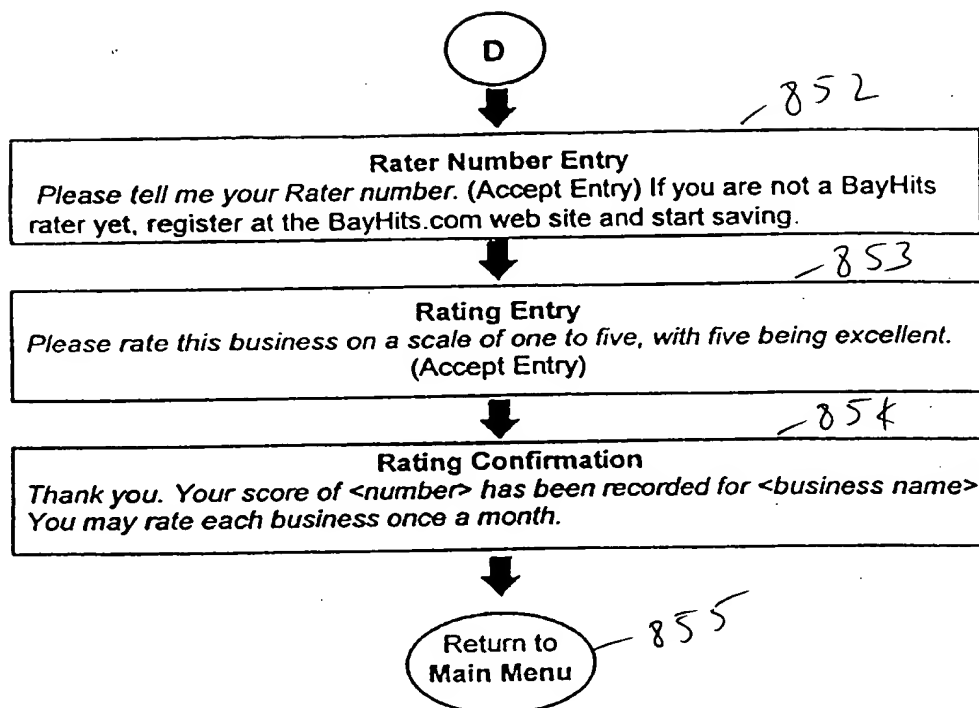 D
852
Rater Number Entry
Please tell me your Rater number. (Accept Entry) If you are not a BayHits
rater yet, register at the BayHits.com web site and start saving.
853
Rating Entry
Please rate this business on a scale of one to five, with five being excellent.
(Accept Entry)
854
Rating Confirmation
Thank you. Your score of <number> has been recorded for <business name>
You may rate each business once a month.
Return to
Main Menu
855